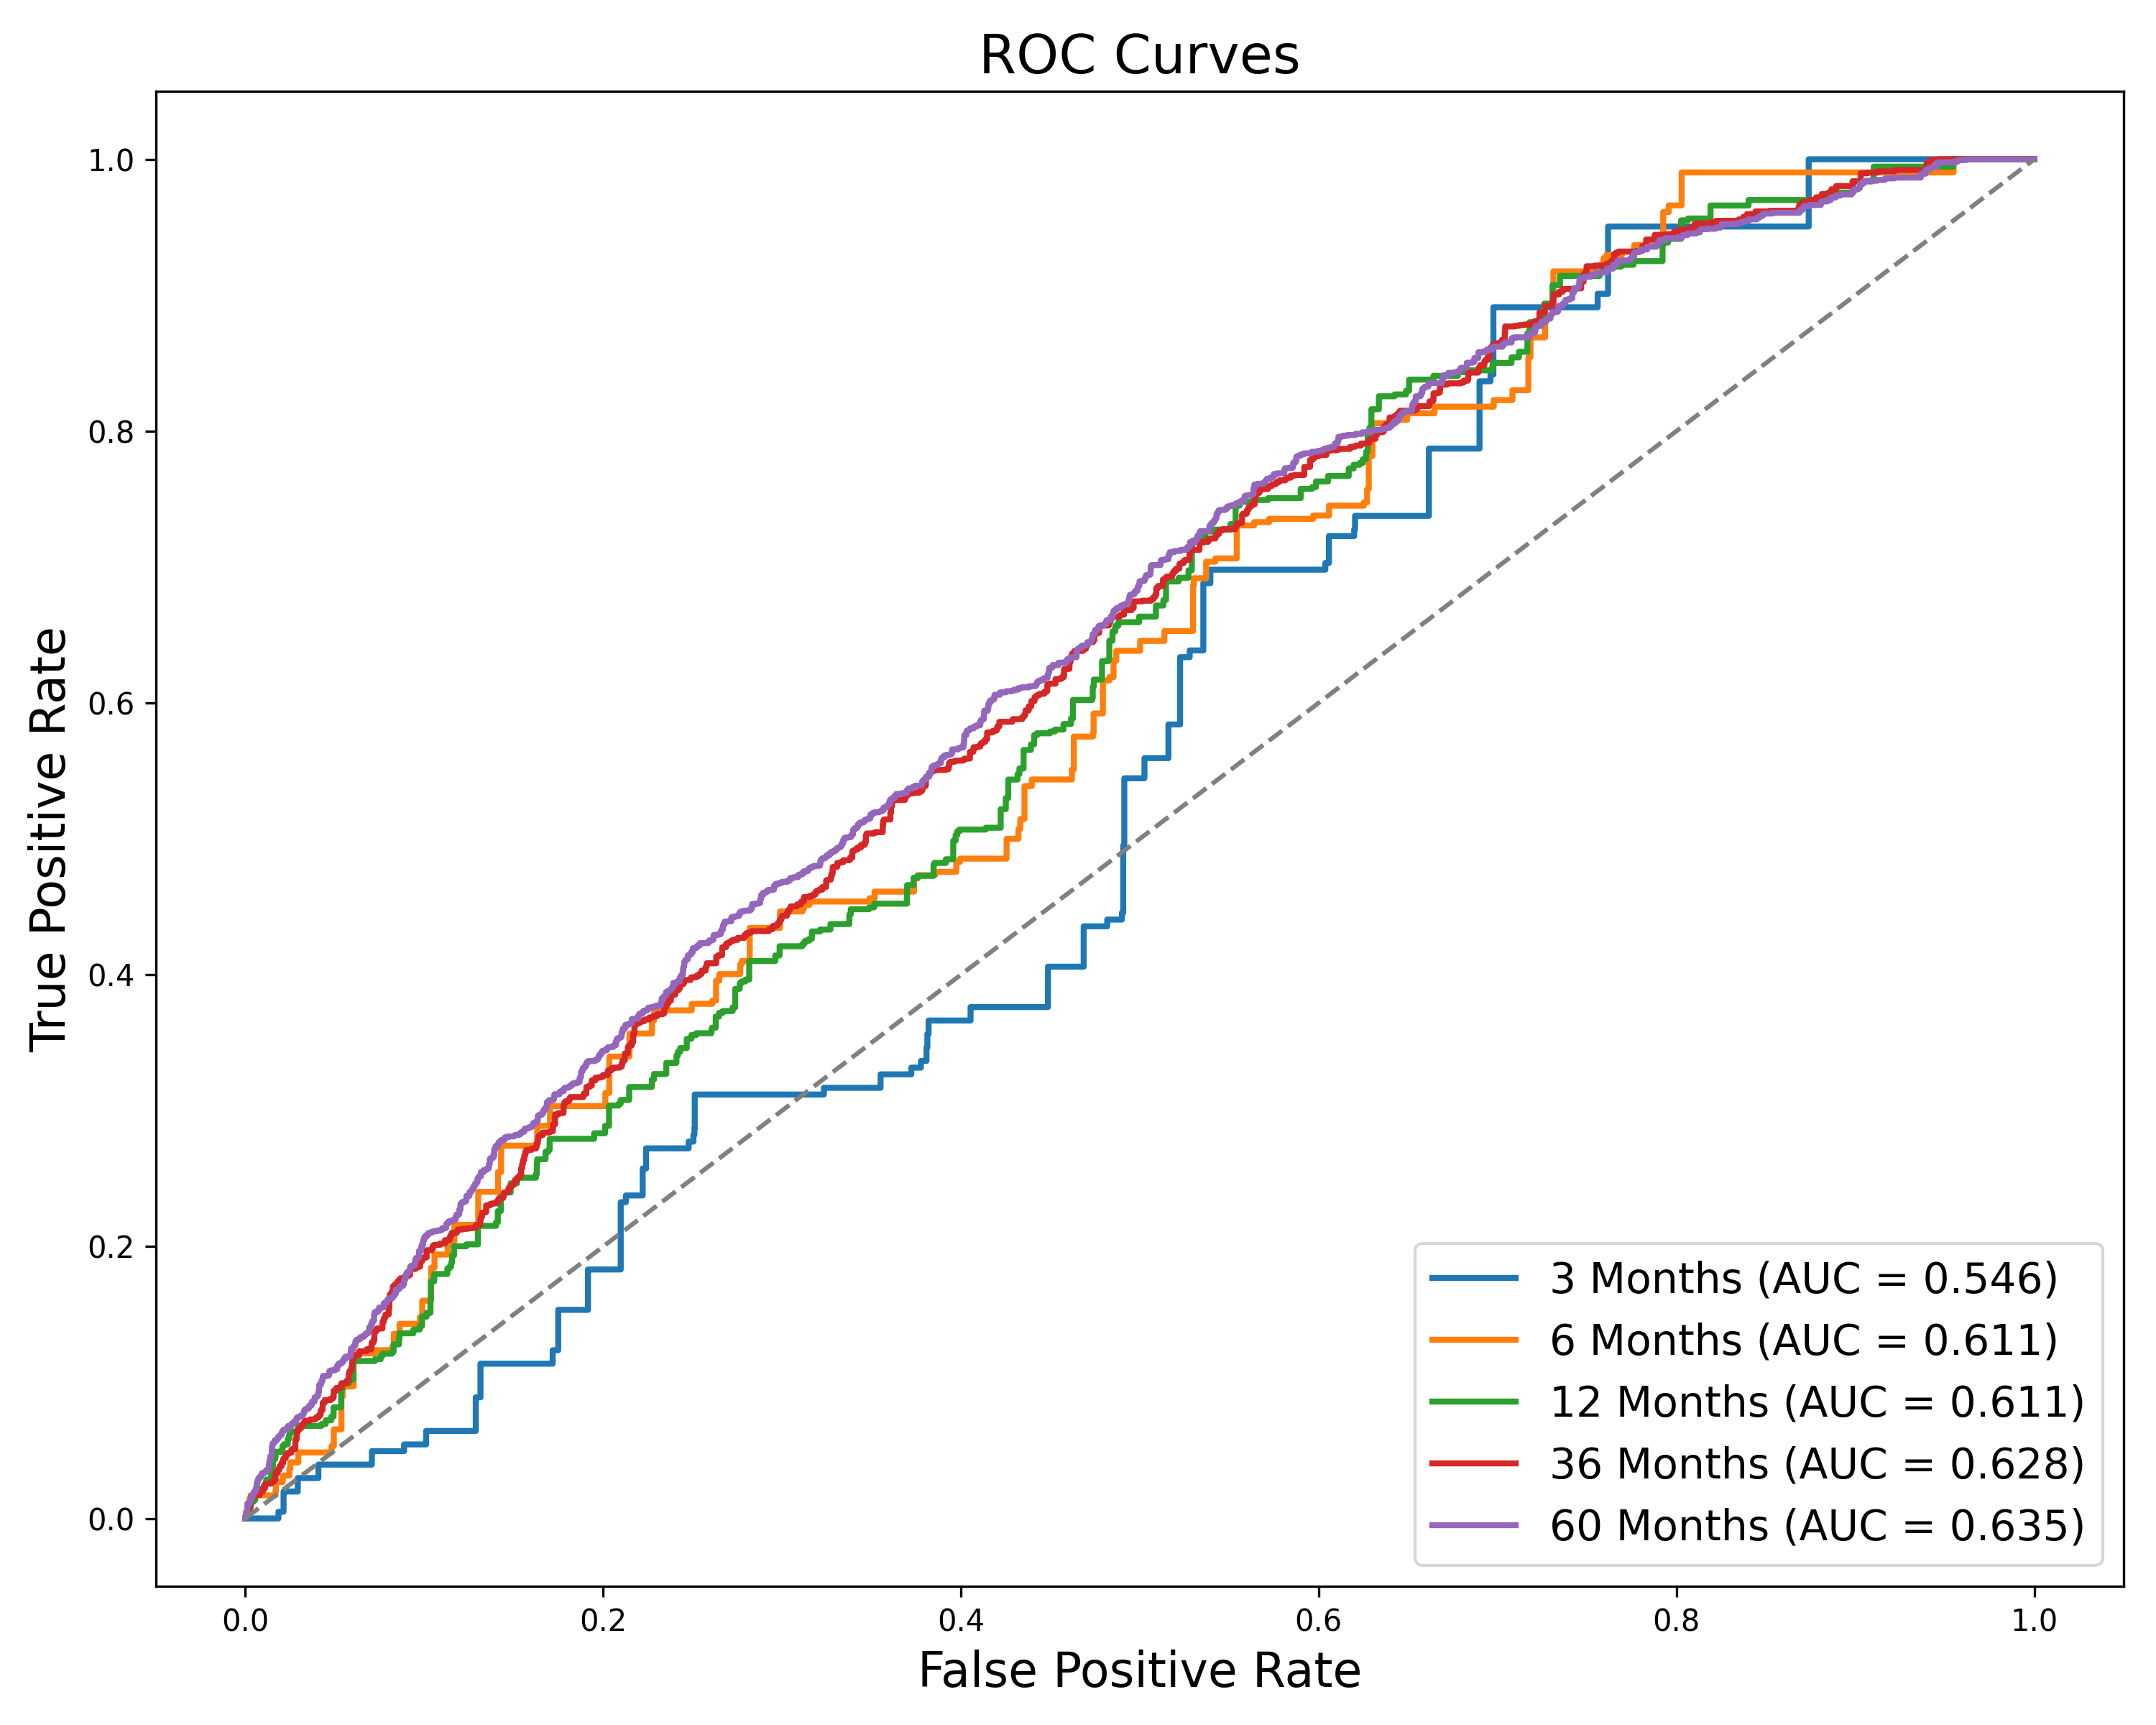 ROC Curves
True Positive Rate
1.0
0.8
0.6
0.4
0.2
0.0
0.0 0.2 0.4 0.6 0.8 1.0
False Positive Rate
3 Months (AUC = 0.546)
6 Months (AUC = 0.611)
12 Months (AUC = 0.611)
36 Months (AUC = 0.628)
60 Months (AUC = 0.635)